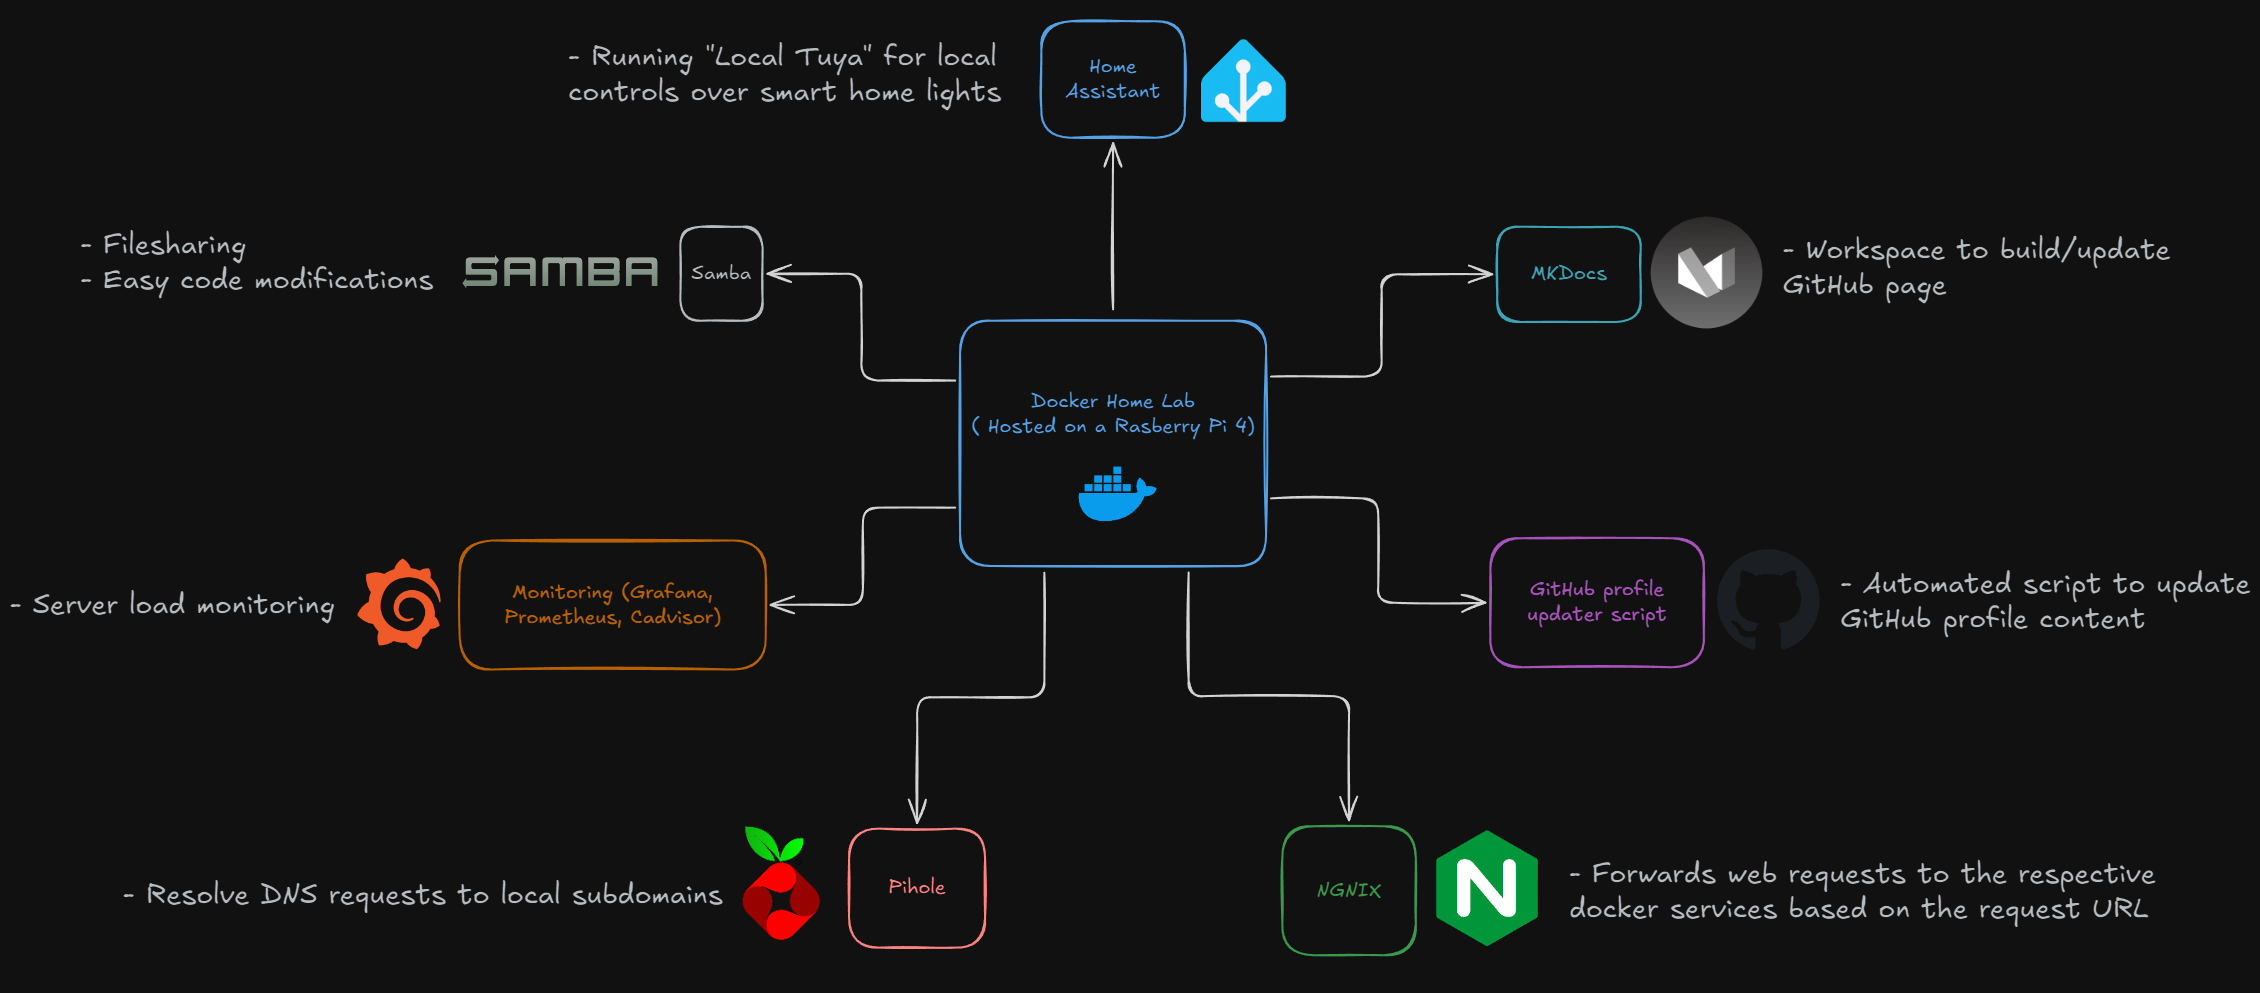 - Running "Local Tuya" for local
controls over smart home lights
Home
Assistant
- Filesharing
- Easy code modifications
SAMBA
Samba
MKDocs
- Workspace to build/update
GitHub page
Docker Home Lab
( Hosted on a Rasberry Pi 4)
- Server load monitoring
Monitoring (Grafana,
Prometheus, Cadvisor)
GitHub profile
updater script
- Automated script to update
GitHub profile content
- Resolve DNS requests to local subdomains
Pihole
NGNIX
N
- Forwards web requests to the respective
docker services based on the request URL